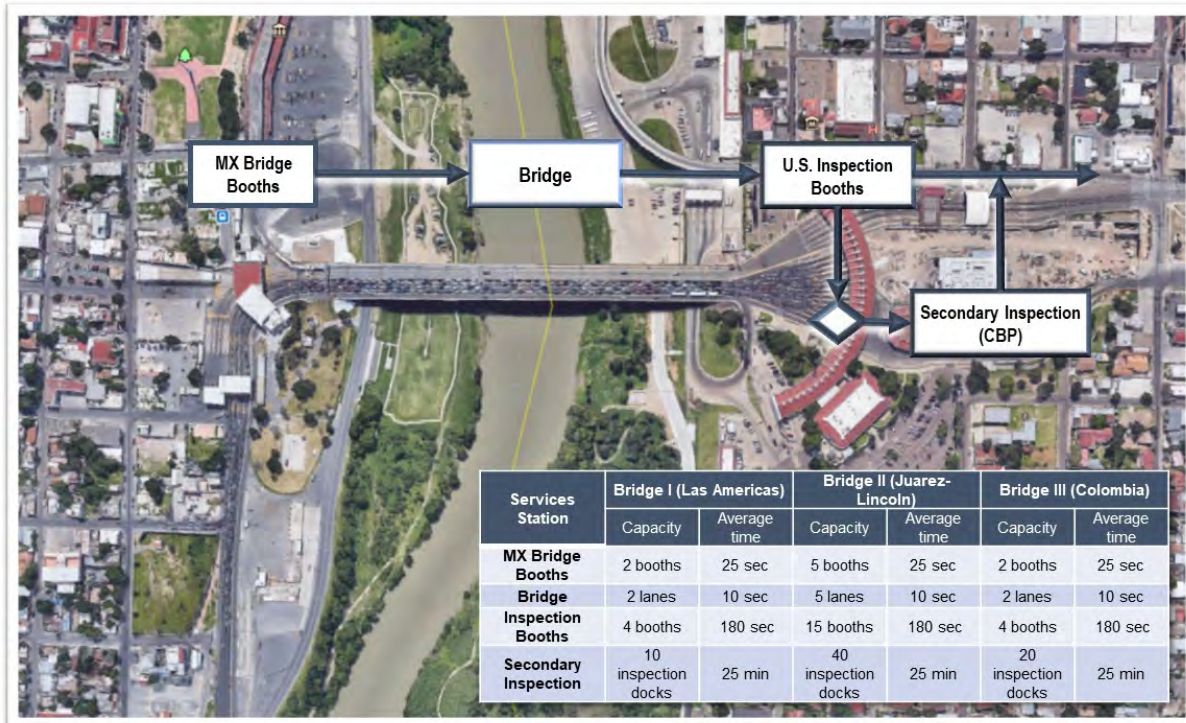 MX Bridge
Booths
Bridge
U.S. Inspection
Booths
Secondary Inspection
(CBP)
Services
Station
Bridge I (Las Americas)
Bridge II (Juarez-
Lincoln)
Bridge III (Colombia)
Capacity
Average
time
Capacity
Average
time
Capacity
Average
time
MX Bridge
Booths
2 booths
25 sec
5 booths
25 sec
2 booths
25 sec
Bridge
2 lanes
10 sec
5 lanes
10 sec
2 lanes
10 sec
Inspection
Booths
4 booths
180 sec
15 booths
180 sec
4 booths
180 sec
Secondary
Inspection
10
inspection
docks
25 min
40
inspection
docks
25 min
20
inspection
docks
25 min
H